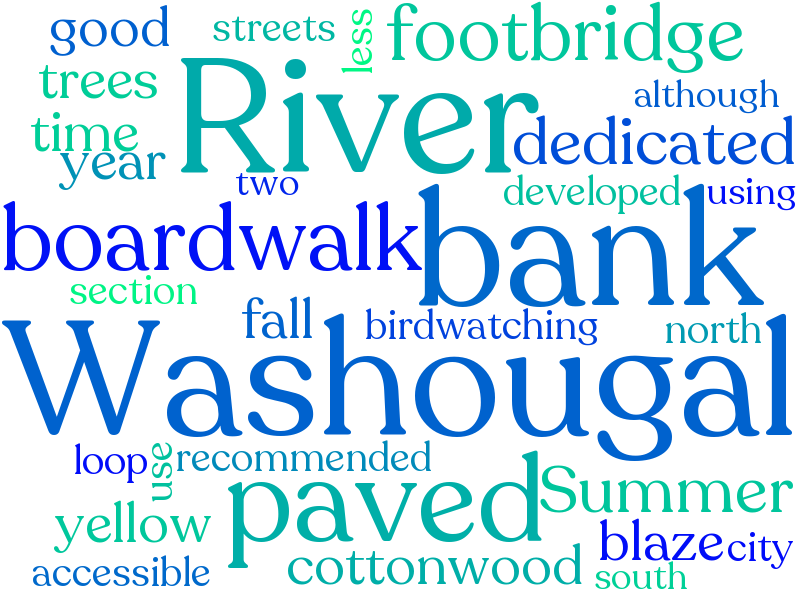 good
streets
less
footbridge
trees
River
although
time
dedicated
year
two
developed
using
boardwalk
bank
section
fall
birdwatching
north
Washougal
loop
use
recommended
paved
Summer
yellow
blaze
city
accessible
cottonwood
south